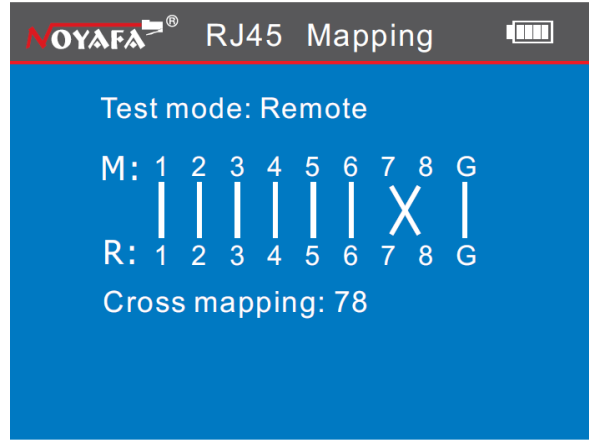 NOYAFA® RJ45 Mapping
Test mode: Remote
M: 1 2 3 4 5 6 7 8 G
R: 1 2 3 4 5 6 7 8 G
Cross mapping: 78